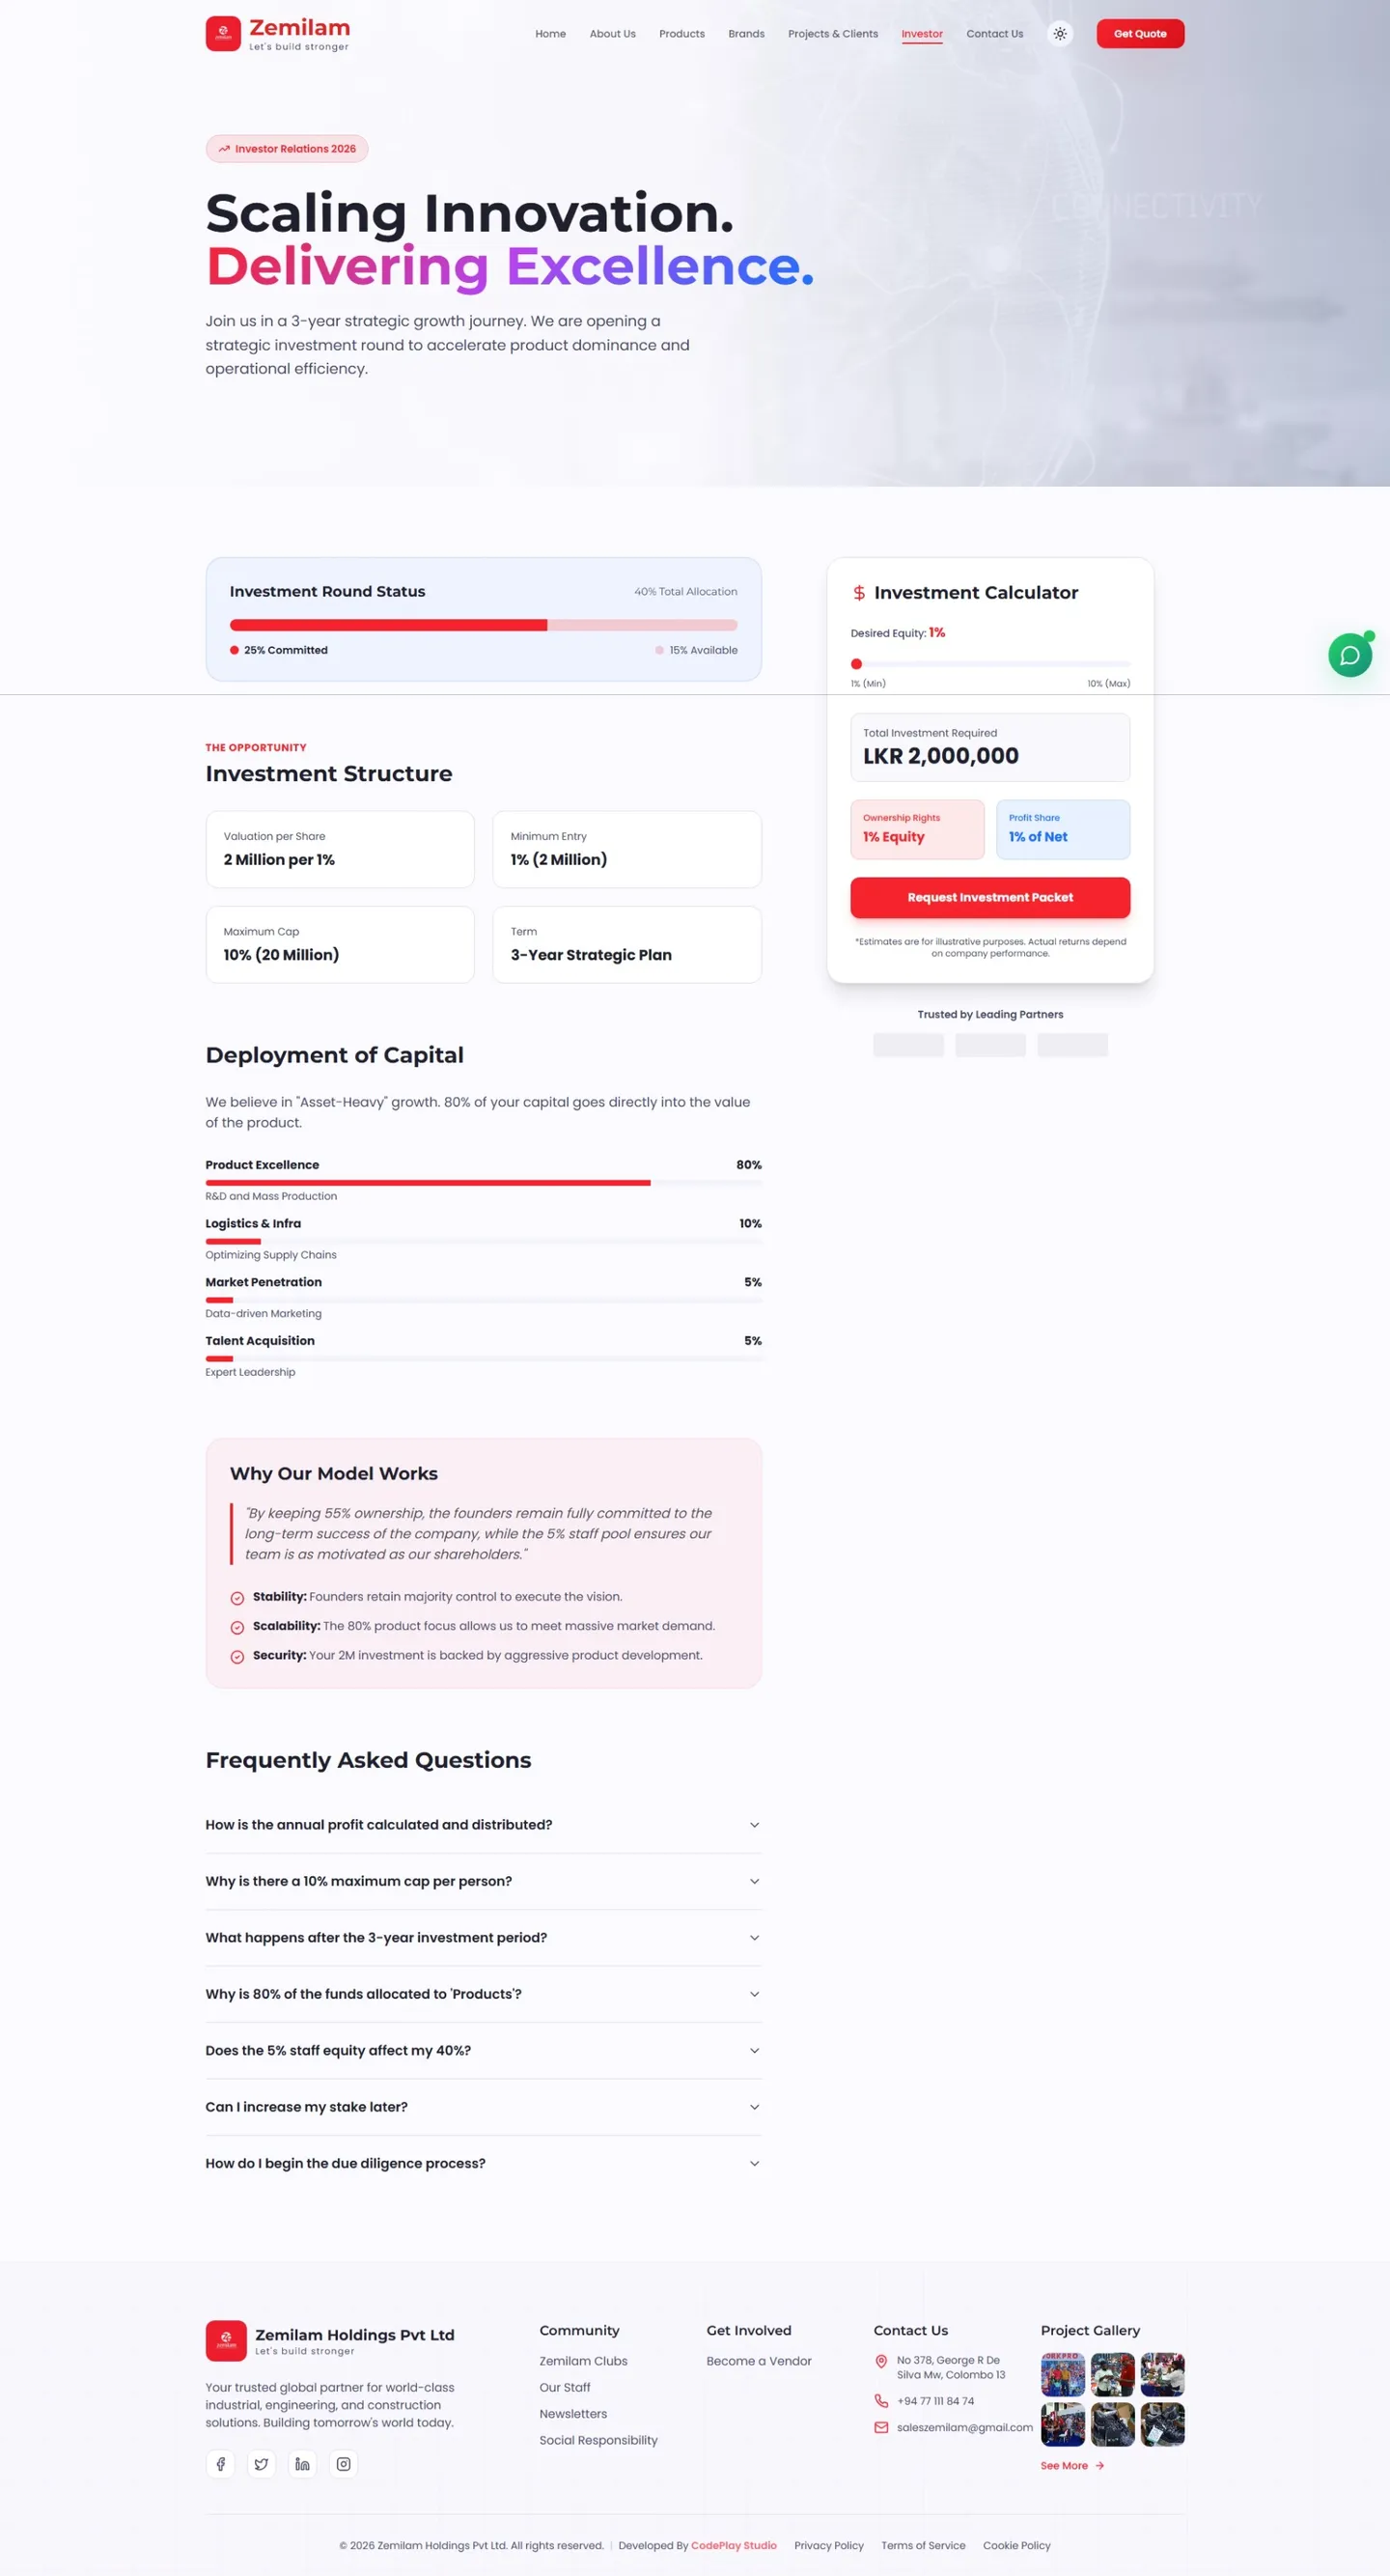 Zemilam
Let's build stronger
Home
About Us
Products
Brands
Projects & Clients
Investor
Contact Us
Get Quote
Investor Relations 2026
Scaling Innovation.
Delivering Excellence.
CONNECTIVITY
Join us in a 3-year strategic growth journey. We are opening a
strategic investment round to accelerate product dominance and
operational efficiency.
Investment Round Status
40% Total Allocation
25% Committed
15% Available
THE OPPORTUNITY
Investment Structure
Valuation per Share
2 Million per 1%
Minimum Entry
1% (2 Million)
Maximum Cap
10% (20 Million)
Term
3-Year Strategic Plan
Investment Calculator
Desired Equity: 1%
1% (Min)
10% (Max)
Total Investment Required
LKR 2,000,000
Ownership Rights
1% Equity
Profit Share
1% of Net
Request Investment Packet
*Estimates are for illustrative purposes. Actual returns depend
on company performance.
Trusted by Leading Partners
Deployment of Capital
We believe in "Asset-Heavy" growth. 80% of your capital goes directly into the value
of the product.
Product Excellence
80%
R&D and Mass Production
Logistics & Infra
10%
Optimizing Supply Chains
Market Penetration
5%
Data-driven Marketing
Talent Acquisition
5%
Expert Leadership
Why Our Model Works
"By keeping 55% ownership, the founders remain fully committed to the
long-term success of the company, while the 5% staff pool ensures our
team is as motivated as our shareholders."
Stability: Founders retain majority control to execute the vision.
Scalability: The 80% product focus allows us to meet massive market demand.
Security: Your 2M investment is backed by aggressive product development.
Frequently Asked Questions
How is the annual profit calculated and distributed?
Why is there a 10% maximum cap per person?
What happens after the 3-year investment period?
Why is 80% of the funds allocated to 'Products'?
Does the 5% staff equity affect my 40%?
Can I increase my stake later?
How do I begin the due diligence process?
Zemilam Holdings Pvt Ltd
Let's build stronger
Your trusted global partner for world-class
industrial, engineering, and construction
solutions. Building tomorrow's world today.
Community
Zemilam Clubs
Our Staff
Newsletters
Social Responsibility
Get Involved
Become a Vendor
Contact Us
No 378, George R De
Silva Mw, Colombo 13
+94 77 111 84 74
saleszemilam@gmail.com
Project Gallery
See More
© 2026 Zemilam Holdings Pvt Ltd. All rights reserved. | Developed By CodePlay Studio
Privacy Policy
Terms of Service
Cookie Policy